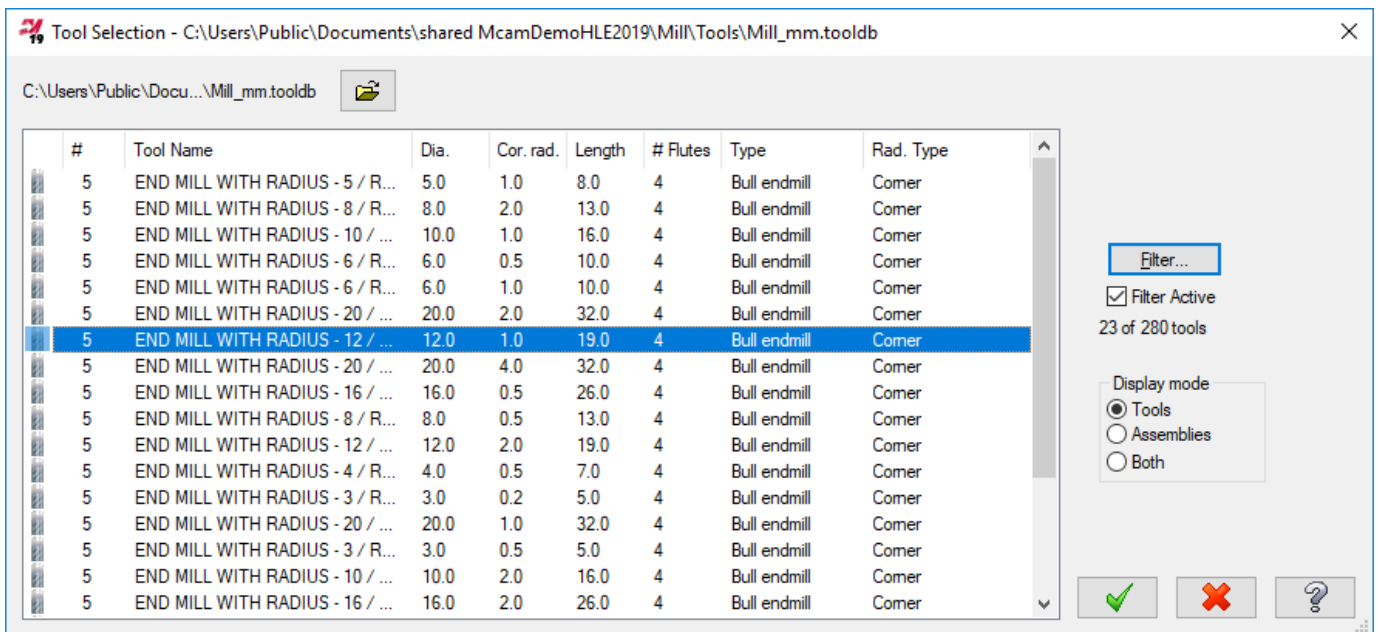 19 Tool Selection - C:\Users\Public\Documents\shared McamDemoHLE2019\Mill\Tools\Mill_mm.tooldb
C:\Users\Public\Docu...\Mill_mm.tooldb
# Tool Name Dia. Cor. rad. Length # Flutes Type Rad. Type
5 END MILL WITH RADIUS - 5 / R... 5.0 1.0 8.0 4 Bull endmill Corner
5 END MILL WITH RADIUS - 8 / R... 8.0 2.0 13.0 4 Bull endmill Corner
5 END MILL WITH RADIUS - 10 / ... 10.0 1.0 16.0 4 Bull endmill Corner
5 END MILL WITH RADIUS - 6 / R... 6.0 0.5 10.0 4 Bull endmill Corner
5 END MILL WITH RADIUS - 6 / R... 6.0 1.0 10.0 4 Bull endmill Corner
5 END MILL WITH RADIUS - 20 / ... 20.0 2.0 32.0 4 Bull endmill Corner
5 END MILL WITH RADIUS - 12 / ... 12.0 1.0 19.0 4 Bull endmill Corner
5 END MILL WITH RADIUS - 20 / ... 20.0 4.0 32.0 4 Bull endmill Corner
5 END MILL WITH RADIUS - 16 / ... 16.0 0.5 26.0 4 Bull endmill Corner
5 END MILL WITH RADIUS - 8 / R... 8.0 0.5 13.0 4 Bull endmill Corner
5 END MILL WITH RADIUS - 12 / ... 12.0 2.0 19.0 4 Bull endmill Corner
5 END MILL WITH RADIUS - 4 / R... 4.0 0.5 7.0 4 Bull endmill Corner
5 END MILL WITH RADIUS - 3 / R... 3.0 0.2 5.0 4 Bull endmill Corner
5 END MILL WITH RADIUS - 20 / ... 20.0 1.0 32.0 4 Bull endmill Corner
5 END MILL WITH RADIUS - 3 / R... 3.0 0.5 5.0 4 Bull endmill Corner
5 END MILL WITH RADIUS - 10 / ... 10.0 2.0 16.0 4 Bull endmill Corner
5 END MILL WITH RADIUS - 16 / ... 16.0 2.0 26.0 4 Bull endmill Corner
Filter...
Filter Active
23 of 280 tools
Display mode
Tools
Assemblies
Both